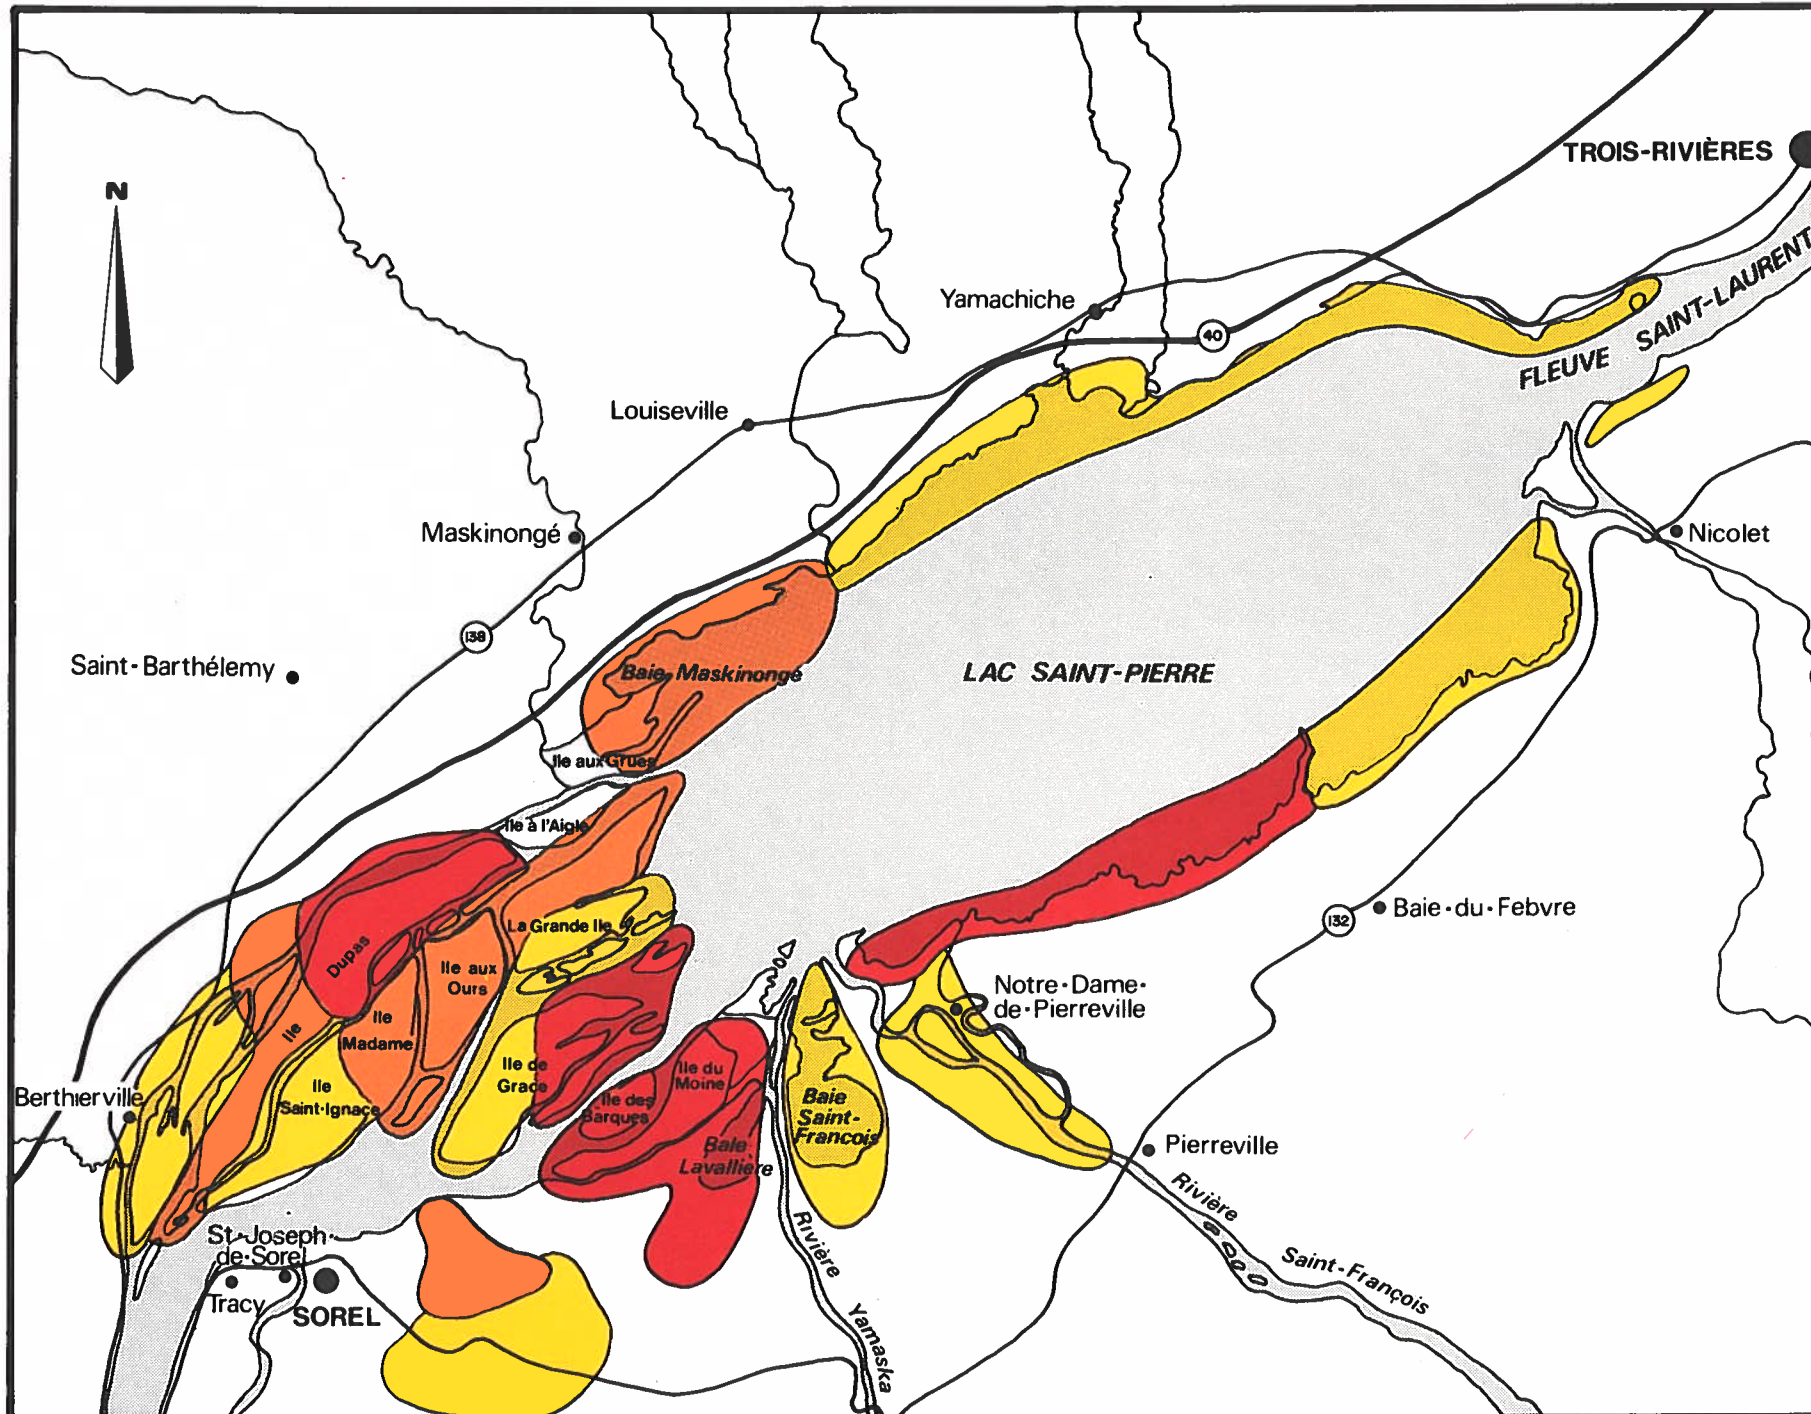 N
TROIS-RIVIÈRES
FLEUVE SAINT-LAURENT
Yamachiche
40
Louiseville
Maskinongé
Nicolet
138
Saint-Barthélemy
Baie Maskinongé
LAC SAINT-PIERRE
Ile aux Grues
Ile à l'Aigle
132
Baie-du-Febvre
La Grande Ile
Dupas
Ile aux
Ours
Notre-Dame-
de-Pierreville
Ile
Ile
Madame
Ile de
Grace
Ile du
Moine
Ile
Saint-Ignace
Ile des
Barques
Baie
Saint-
François
Berthierville
Baie
Lavallière
Pierreville
Rivière
Saint-François
St-Joseph-
de-Sorel
Tracy
SOREL
Rivière
Yamaska